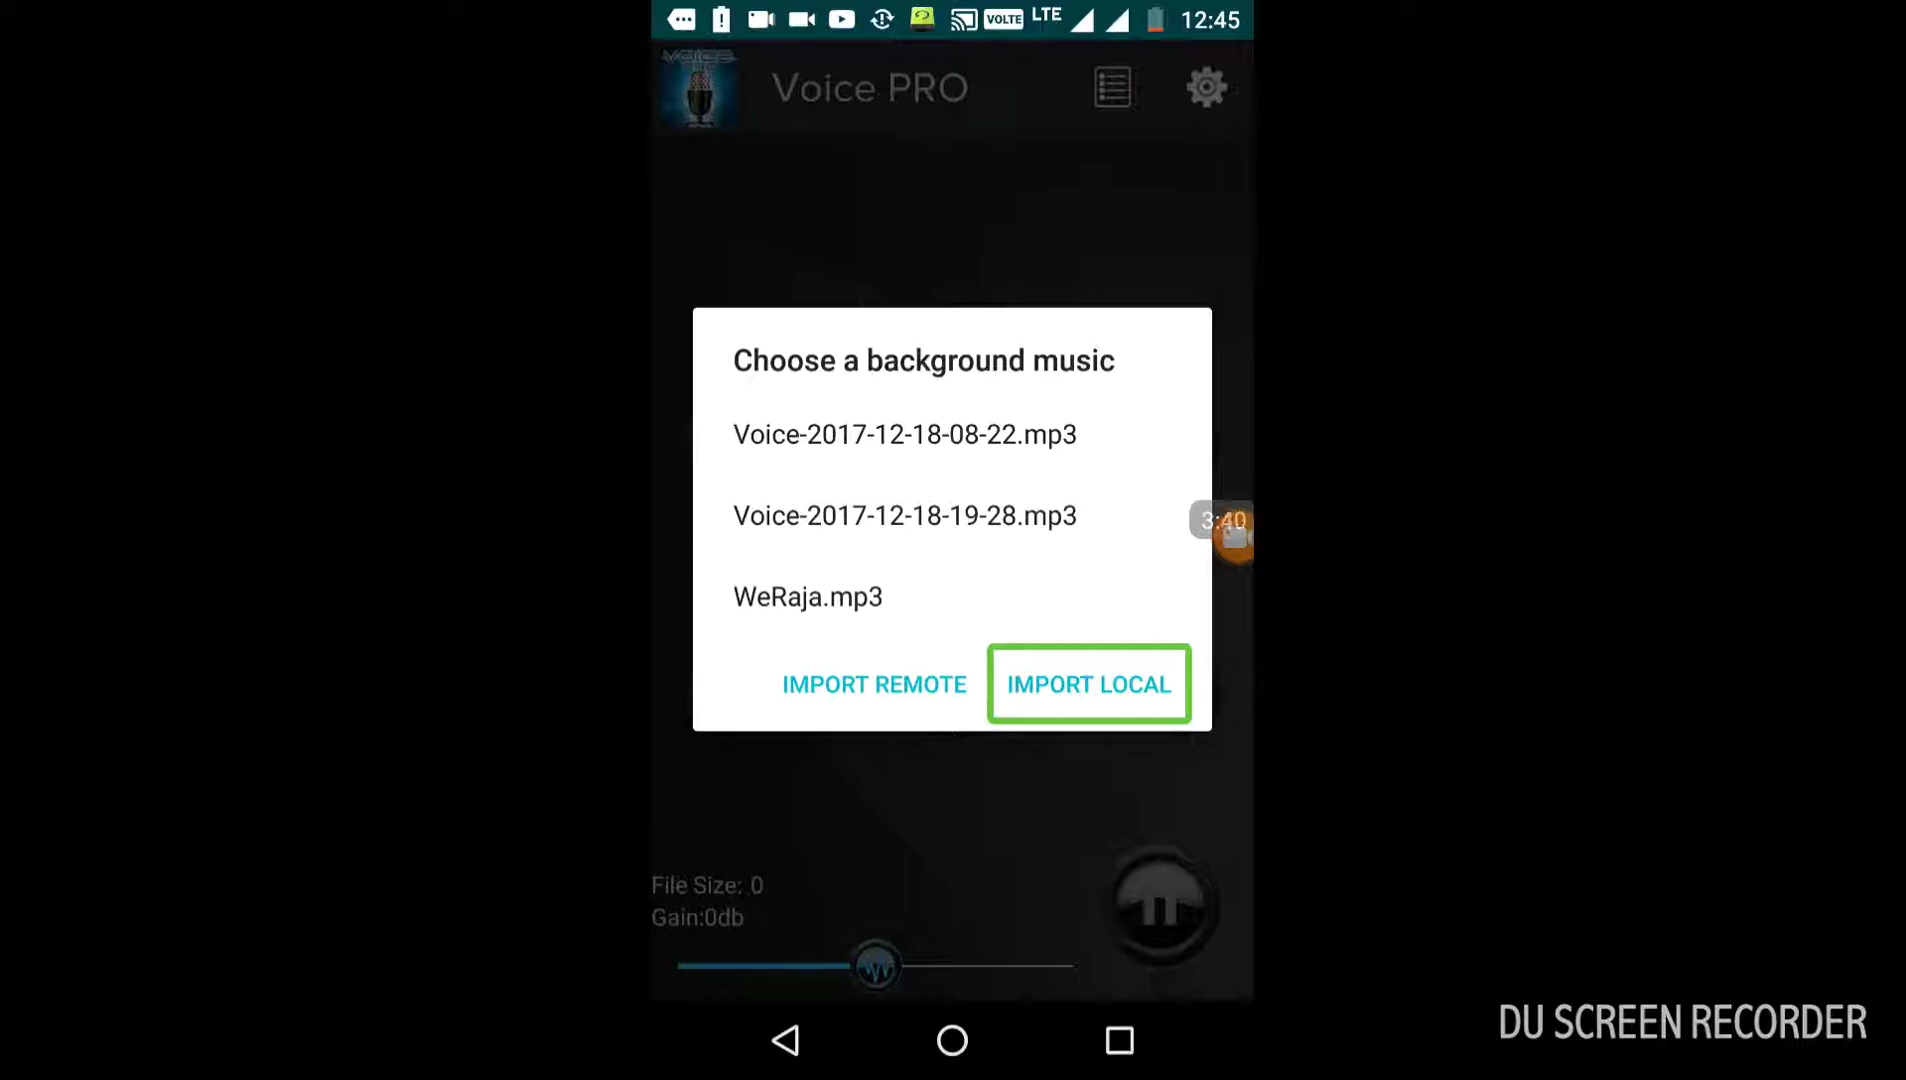 VOLTE LTE 12:45
VOICE
Voice PRO
Choose a background music
Voice-2017-12-18-08-22.mp3
Voice-2017-12-18-19-28.mp3
3:40
WeRaja.mp3
IMPORT REMOTE IMPORT LOCAL
File Size: 0
Gain:0db
DU SCREEN RECORDER